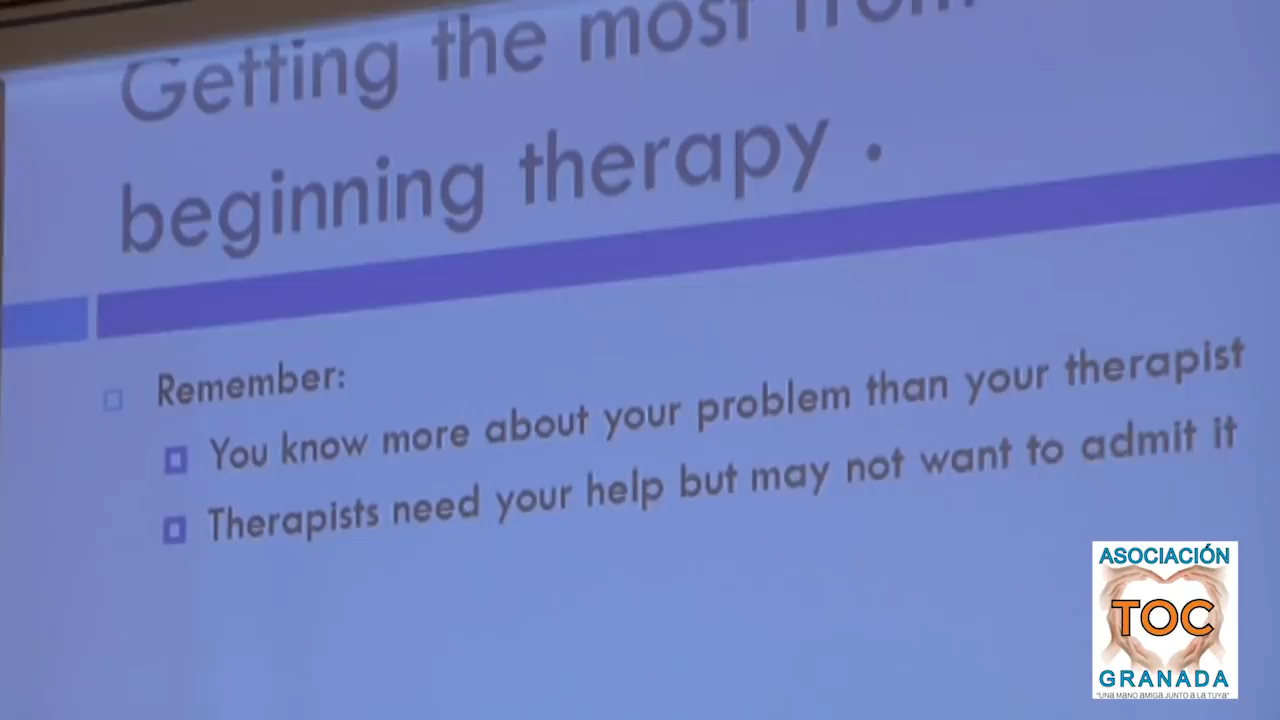 Getting the most from
beginning therapy .
Remember:
You know more about your problem than your therapist
Therapists need your help but may not want to admit it
ASOCIACIÓN
TOC
GRANADA
"UNA MANO AMIGA JUNTO A LA TUYA"